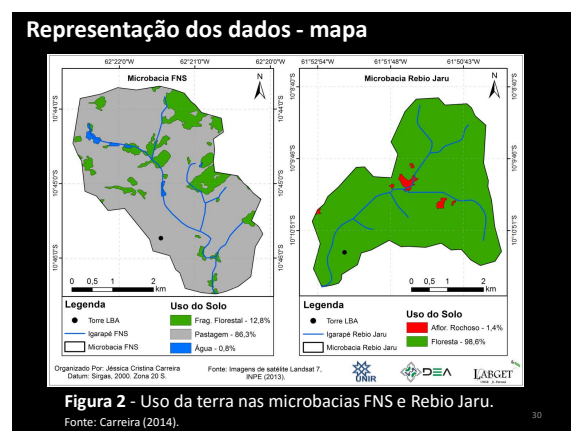 Representação dos dados - mapa
62°22'0"W 62°21'0"W 62°20'0"W
Microbacia FNS
N
10°44'0"S
10°45'0"S
10°46'0"S
0 0,5 1 2
km
Legenda
Torre LBA
Igarapé FNS
Microbacia FNS
Uso do Solo
Frag. Florestal - 12,8%
Pastagem - 86,3%
Água - 0,8%
61°52'54"W 61°51'48"W 61°50'43"W
Microbacia Rebio Jaru
N
10°8'40"S
10°9'46"S
10°10'51"S
0 0,5 1 2
km
Legenda
Torre LBA
Igarapé Rebio Jaru
Microbacia Rebio Jaru
Uso do Solo
Aflor. Rochoso - 1,4%
Floresta - 98,6%
Organizado Por: Jéssica Cristina Carreira
Datum: Sirgas, 2000. Zona 20 S.
Fonte: Imagens de satélite Landsat 7,
INPE (2013).
UNIR
DEA
LABGET
Figura 2 - Uso da terra nas microbacias FNS e Rebio Jaru.
Fonte: Carreira (2014).
30